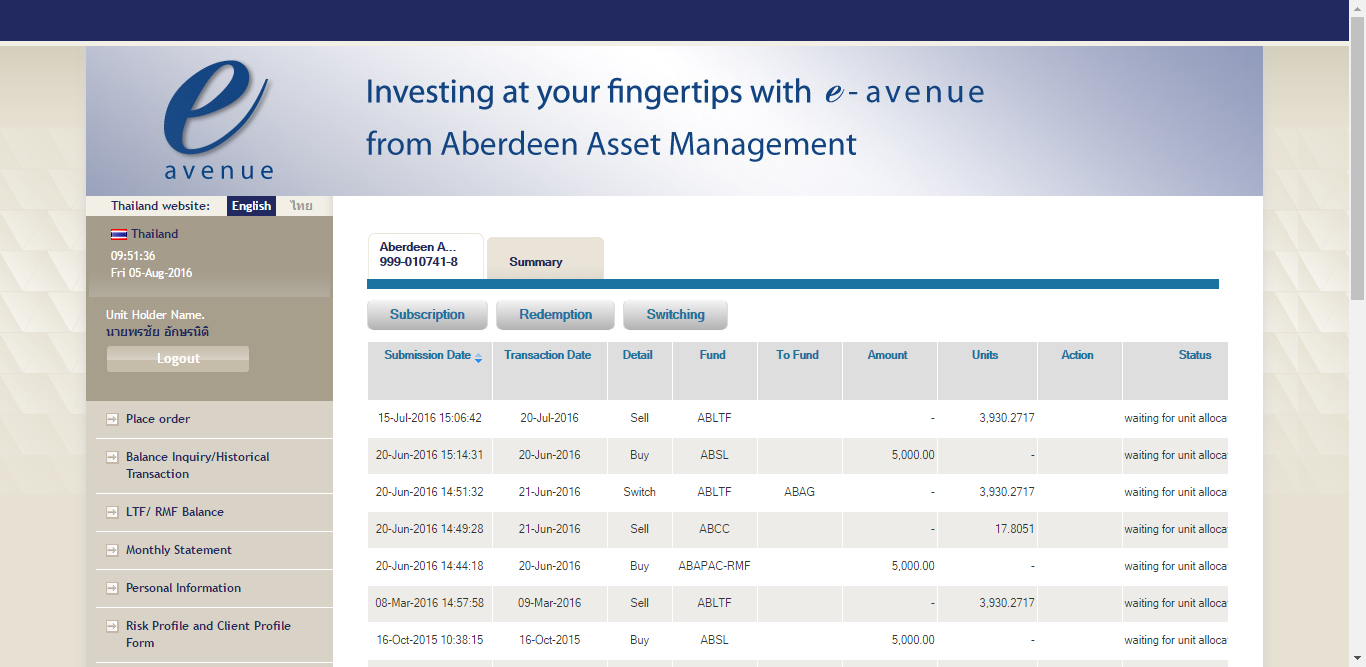 e
avenue
Investing at your fingertips with e-avenue
from Aberdeen Asset Management
Thailand website: English ไทย
Thailand
09:51:36
Fri 05-Aug-2016
Unit Holder Name.
นายพรชัย อักษรนิติ
Logout
Place order
Balance Inquiry/Historical
Transaction
LTF/ RMF Balance
Monthly Statement
Personal Information
Risk Profile and Client Profile
Form
Aberdeen A...
999-010741-8
Summary
Subscription Redemption Switching
Submission Date Transaction Date Detail Fund To Fund Amount Units Action Status
15-Jul-2016 15:06:42 20-Jul-2016 Sell ABLTF - 3,930.2717 waiting for unit alloca
20-Jun-2016 15:14:31 20-Jun-2016 Buy ABSL 5,000.00 - waiting for unit alloca
20-Jun-2016 14:51:32 21-Jun-2016 Switch ABLTF ABAG - 3,930.2717 waiting for unit alloca
20-Jun-2016 14:49:28 21-Jun-2016 Sell ABCC - 17.8051 waiting for unit alloca
20-Jun-2016 14:44:18 20-Jun-2016 Buy ABAPAC-RMF 5,000.00 - waiting for unit alloca
08-Mar-2016 14:57:58 09-Mar-2016 Sell ABLTF - 3,930.2717 waiting for unit alloca
16-Oct-2015 10:38:15 16-Oct-2015 Buy ABSL 5,000.00 - waiting for unit alloca